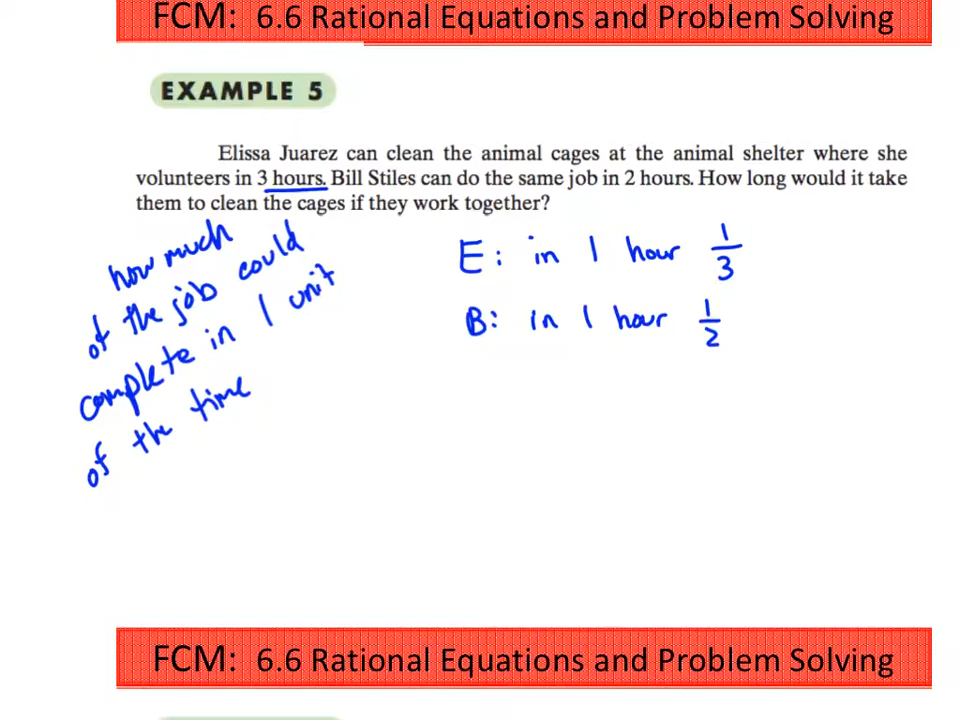 FCM: 6.6 Rational Equations and Problem Solving
EXAMPLE 5
Elissa Juarez can clean the animal cages at the animal shelter where she
volunteers in 3 hours. Bill Stiles can do the same job in 2 hours. How long would it take
them to clean the cages if they work together?
how much
of the job could
complete in 1 unit
of the time
E: in 1 hour 1/3
B: in 1 hour 1/2
FCM: 6.6 Rational Equations and Problem Solving